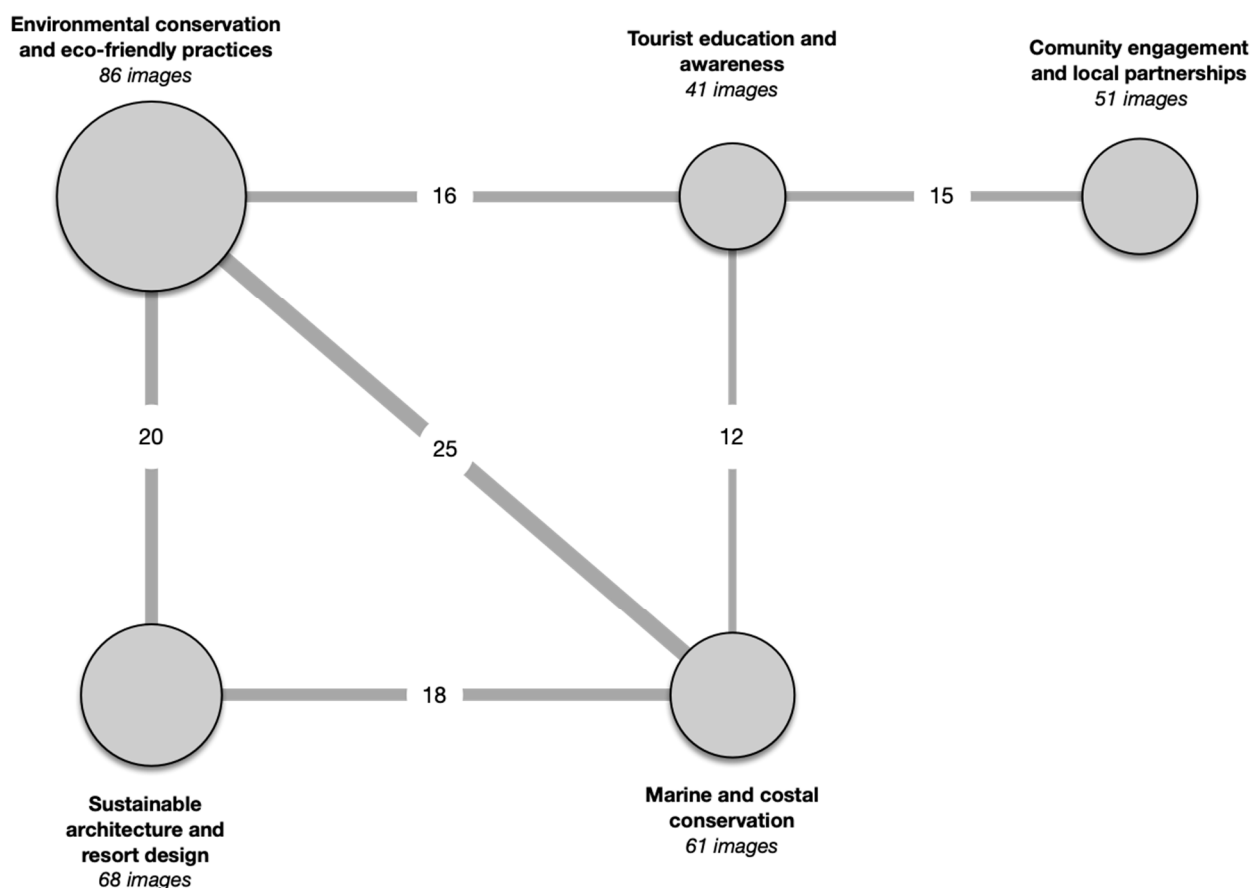 Environmental conservation
and eco-friendly practices
86 images
Tourist education and
awareness
41 images
Comunity engagement
and local partnerships
51 images
16
15
20
25
12
18
Sustainable
architecture and
resort design
68 images
Marine and costal
conservation
61 images